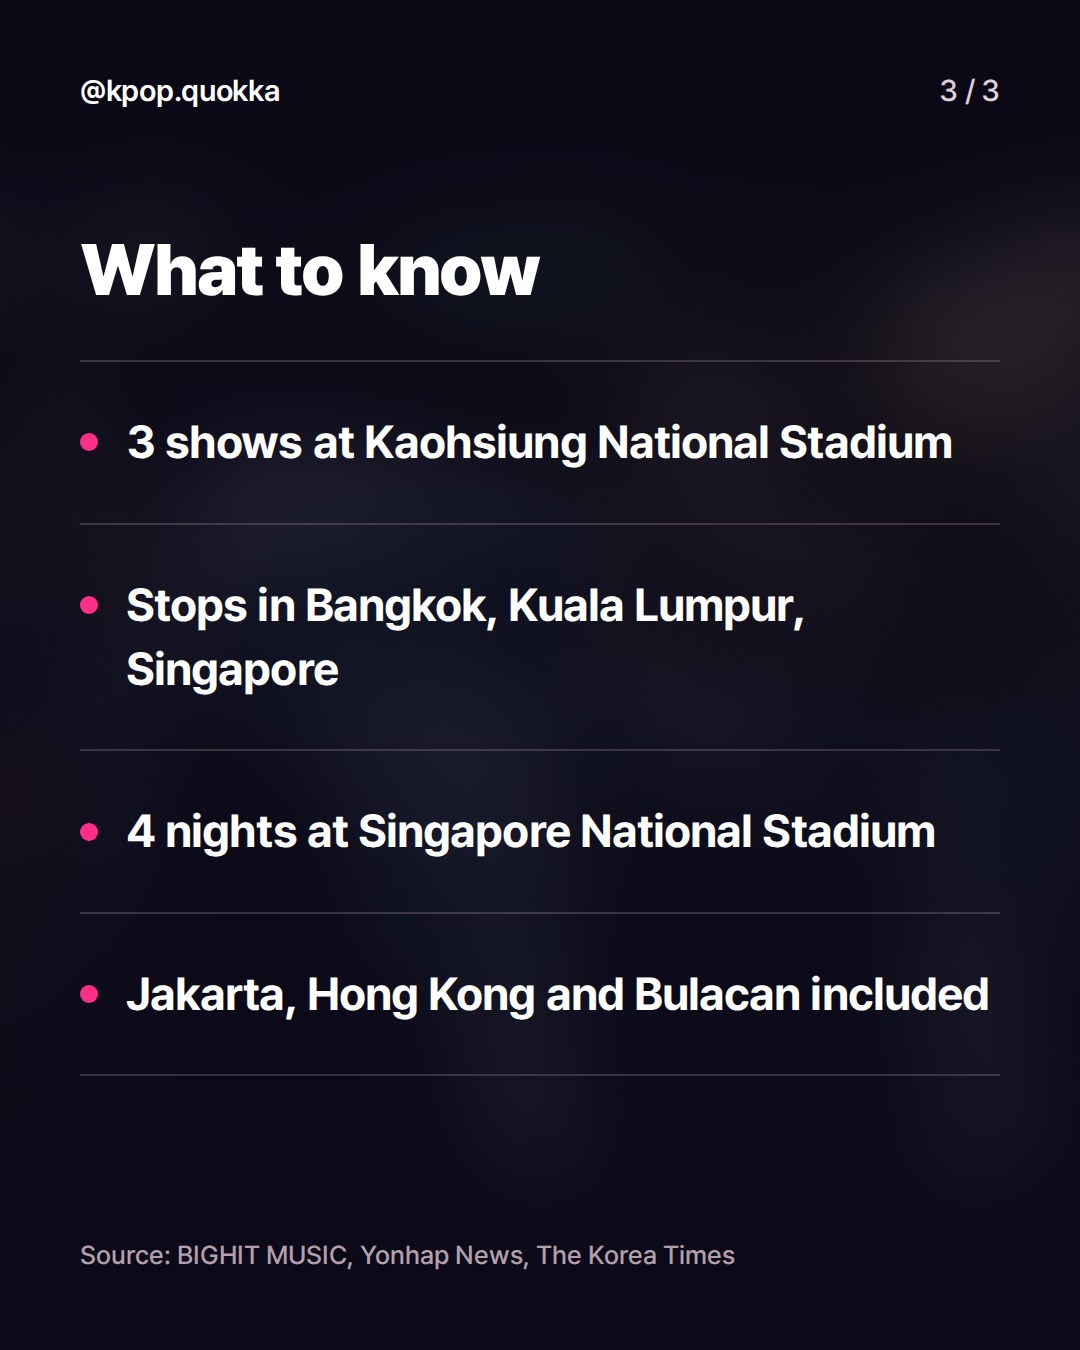 @kpop.quokka
3 / 3
What to know
3 shows at Kaohsiung National Stadium
Stops in Bangkok, Kuala Lumpur,
Singapore
4 nights at Singapore National Stadium
Jakarta, Hong Kong and Bulacan included
Source: BIGHIT MUSIC, Yonhap News, The Korea Times